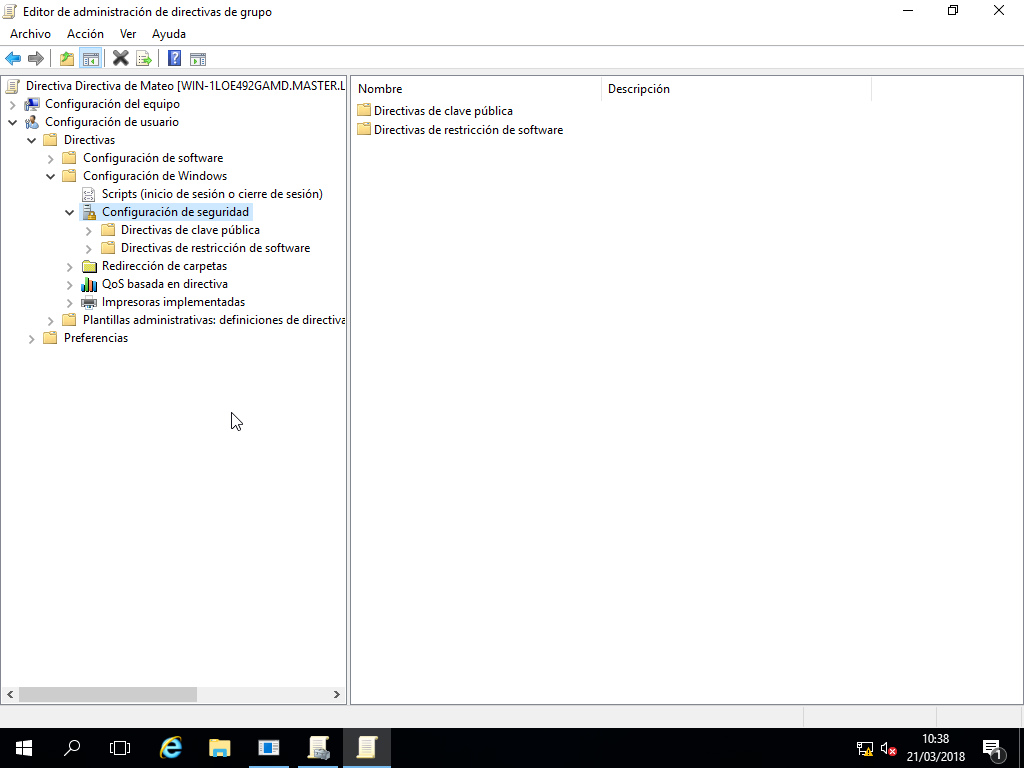 Editor de administración de directivas de grupo
Archivo Acción Ver Ayuda
Directiva Directiva de Mateo [WIN-1LOE492GAMD.MASTER.L
Configuración del equipo
Configuración de usuario
Directivas
Configuración de software
Configuración de Windows
Scripts (inicio de sesión o cierre de sesión)
Configuración de seguridad
Directivas de clave pública
Directivas de restricción de software
Redirección de carpetas
QoS basada en directiva
Impresoras implementadas
Plantillas administrativas: definiciones de directiva
Preferencias
Nombre Descripción
Directivas de clave pública
Directivas de restricción de software
10:38
21/03/2018
1